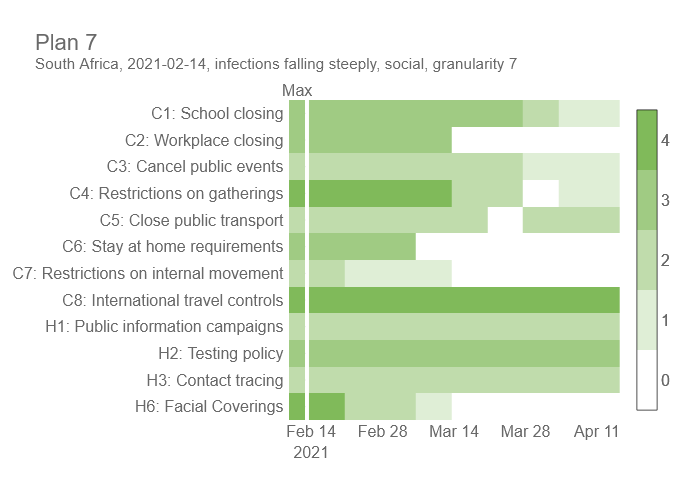 Plan 7
South Africa, 2021-02-14, infections falling steeply, social, granularity 7
Max
C1: School closing
C2: Workplace closing
C3: Cancel public events
C4: Restrictions on gatherings
C5: Close public transport
C6: Stay at home requirements
C7: Restrictions on internal movement
C8: International travel controls
H1: Public information campaigns
H2: Testing policy
H3: Contact tracing
H6: Facial Coverings
4
3
2
1
0
Feb 14 Feb 28 Mar 14 Mar 28 Apr 11
2021